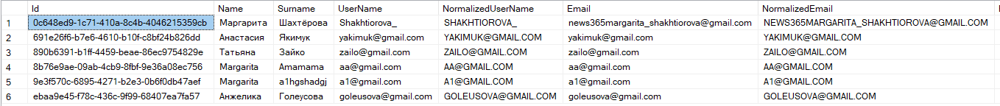 Id Name Surname UserName NormalizedUserName Email NormalizedEmail
1 0c648ed9-1c71-410a-8c4b-4046215359cb Маргарита Шахтёрова Shakhtiorova_ SHAKHTIOROVA_ news365margarita_shakhtiorova@gmail.com NEWS365MARGARITA_SHAKHTIOROVA@GMAIL.COM
2 691e26f6-b7e6-4610-b10f-c8bf24b826dd Анастасия Якимук yakimuk@gmail.com YAKIMUK@GMAIL.COM yakimuk@gmail.com YAKIMUK@GMAIL.COM
3 890b6391-b1ff-4459-beae-86ec9754829e Татьяна Зайко zailo@gmail.com ZAILO@GMAIL.COM zailo@gmail.com ZAILO@GMAIL.COM
4 8b76e9ae-09ab-4cb9-8fbf-9e36a08ec756 Margarita Amamama aa@gmail.com AA@GMAIL.COM aa@gmail.com AA@GMAIL.COM
5 9e3f570c-6895-4271-b2e3-0b6f0db47aef Margarita a1hgshadgj a1@gmail.com A1@GMAIL.COM a1@gmail.com A1@GMAIL.COM
6 ebaa9e45-f78c-436c-9f99-68407ea7fa57 Анжелика Голеусова goleusova@gmail.com GOLEUSOVA@GMAIL.COM goleusova@gmail.com GOLEUSOVA@GMAIL.COM